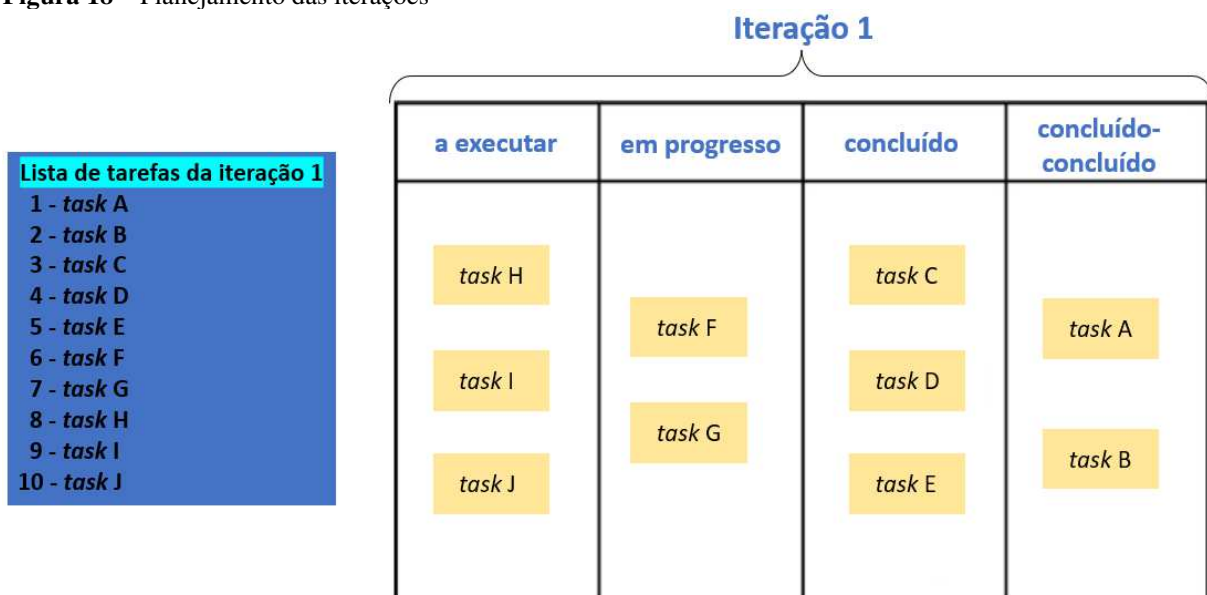 Figura 18 – Planejamento das iterações
Iteração 1
Lista de tarefas da iteração 1
1 - task A
2 - task B
3 - task C
4 - task D
5 - task E
6 - task F
7 - task G
8 - task H
9 - task I
10 - task J
a executar
em progresso
concluído
concluído-
concluído
task H
task I
task J
task F
task G
task C
task D
task E
task A
task B